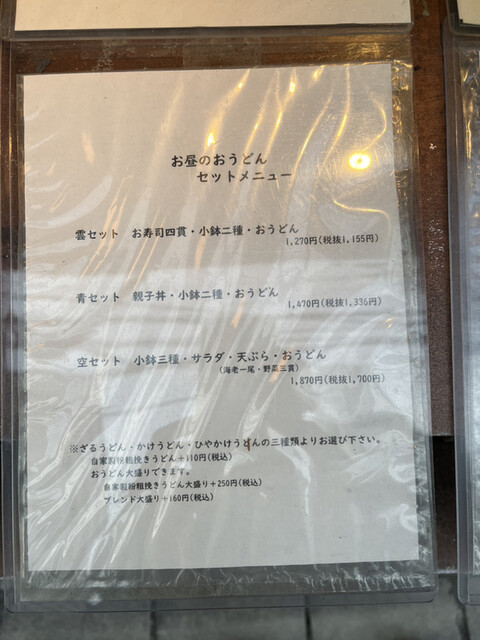 お昼のおうどん
セットメニュー
雲セット お寿司四貫・小鉢二種・おうどん
1,270円(税抜1,155円)
青セット 親子丼・小鉢二種・おうどん
1,470円(税抜1,336円)
空セット 小鉢三種・サラダ・天ぷら・おうどん
(海老一尾・野菜三貫)
1,870円(税抜1,700円)
※ざるうどん・かけうどん・ひやかけうどんの三種類よりお選び下さい。
自家製粉粗挽きうどん+110円(税込)
おうどん大盛りできます。
自家製粉粗挽きうどん大盛り+250円(税込)
ブレンド大盛り+160円(税込)